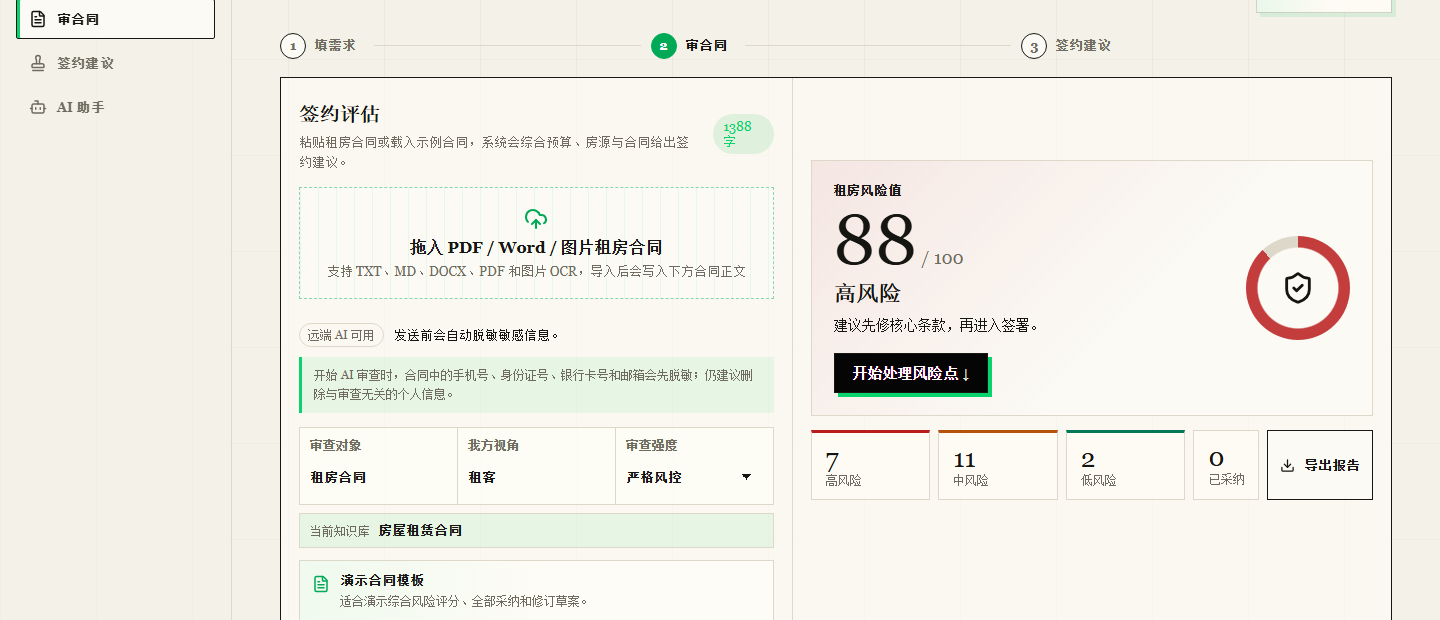 审合同
签约建议
AI 助手
1 填需求
2 审合同
3 签约建议
签约评估
粘贴租房合同或载入示例合同，系统会综合预算、房源与合同给出签
约建议。
1388
字
拖入 PDF / Word / 图片租房合同
支持 TXT、MD、DOCX、PDF 和图片 OCR，导入后会写入下方合同正文
远端 AI 可用 发送前会自动脱敏敏感信息。
开始 AI 审查时，合同中的手机号、身份证号、银行卡号和邮箱会先脱敏；仍建议删
除与审查无关的个人信息。
审查对象
租房合同
我方视角
租客
审查强度
严格风控
当前知识库 房屋租赁合同
演示合同模板
适合演示综合风险评分、全部采纳和修订草案。
租房风险值
88 / 100
高风险
建议先修核心条款，再进入签署。
开始处理风险点 ↓
7
高风险
11
中风险
2
低风险
0
已采纳
导出报告